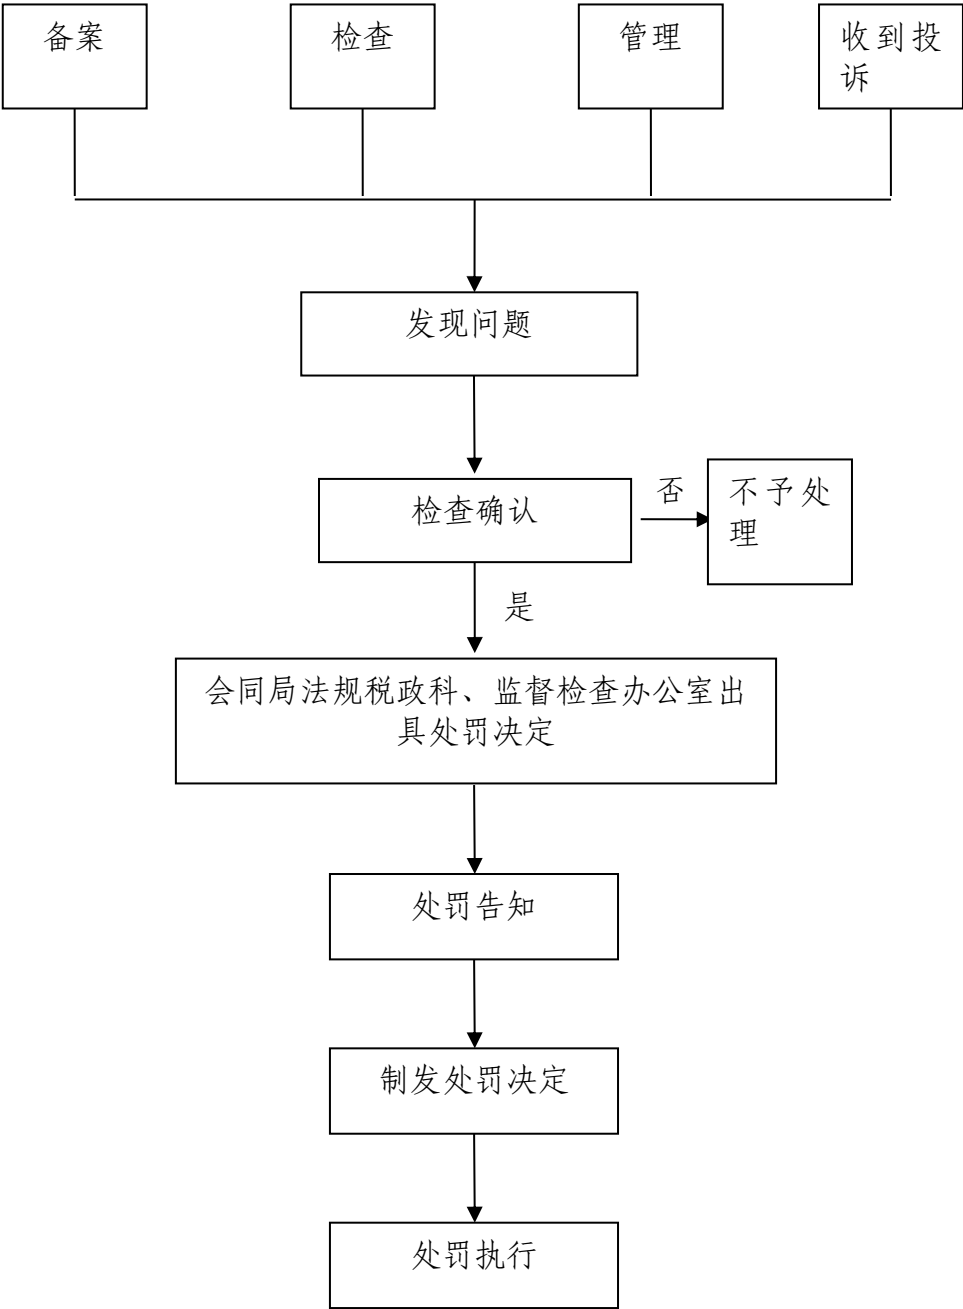 备案
检查
管理
收到投
诉
发现问题
检查确认
否
不予处
理
是
会同局法规税政科、监督检查办公室出
具处罚决定
处罚告知
制发处罚决定
处罚执行